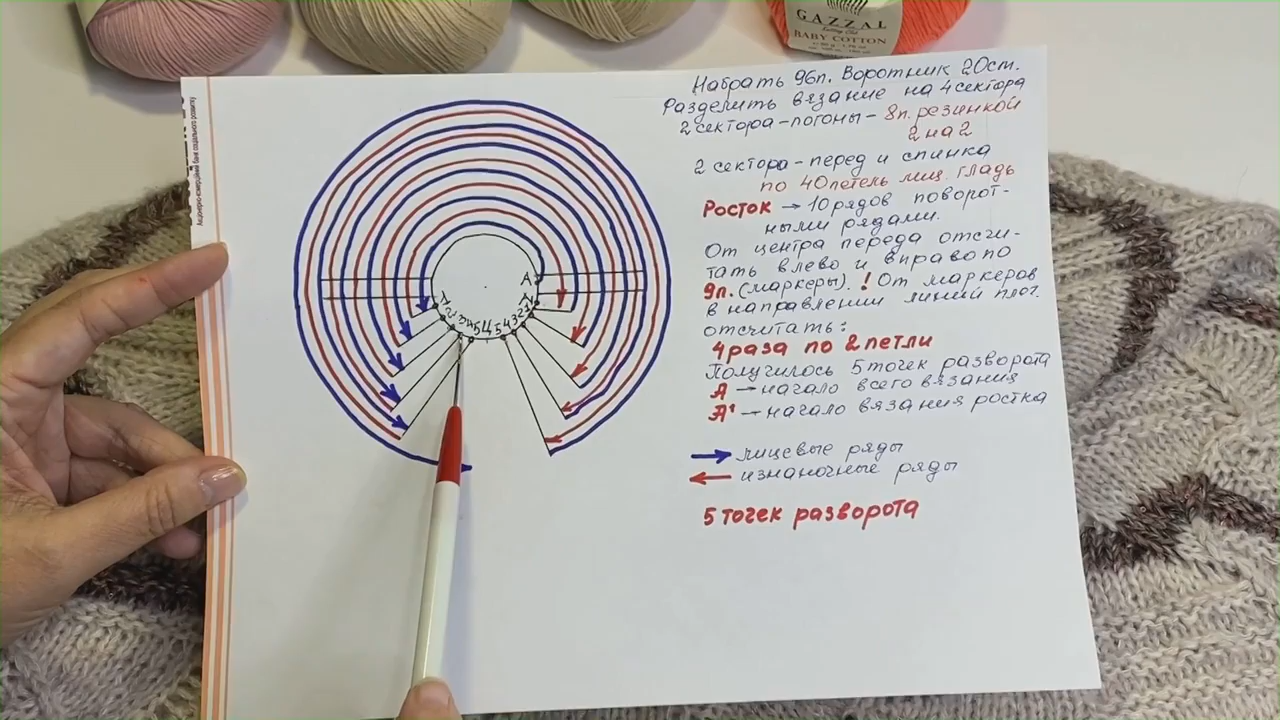 GAZZAL
BABY COTTON
Набрать 96п. Воротник 20см.
Разделить вязание на 4 сектора
2 сектора-погоны- 8п. резинкой
2 на 2
2 сектора-перед и спинка
по 40 петель лиц. гладь
Росток → 10 рядов поворот-
ными рядами.
От центра переда отсчи-
тать влево и вправо по
9п. (маркеры). ! От маркеров
в направлении линий плог.
отсчитать:
4 раза по 2 петли
Получилось 5 точек разворота
А → начало всего вязания
А¹ → начало вязания ростка
→ лицевые ряды
← изнаночные ряды
5 точек разворота
А